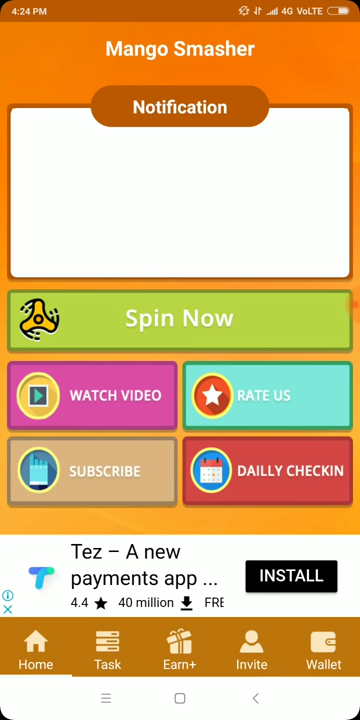 4:24 PM
4G VoLTE
Mango Smasher
Notification
Spin Now
WATCH VIDEO
RATE US
SUBSCRIBE
DAILLY CHECKIN
Tez – A new
payments app ...
INSTALL
4.4 ★ 40 million FRE
Home
Task
Earn+
Invite
Wallet